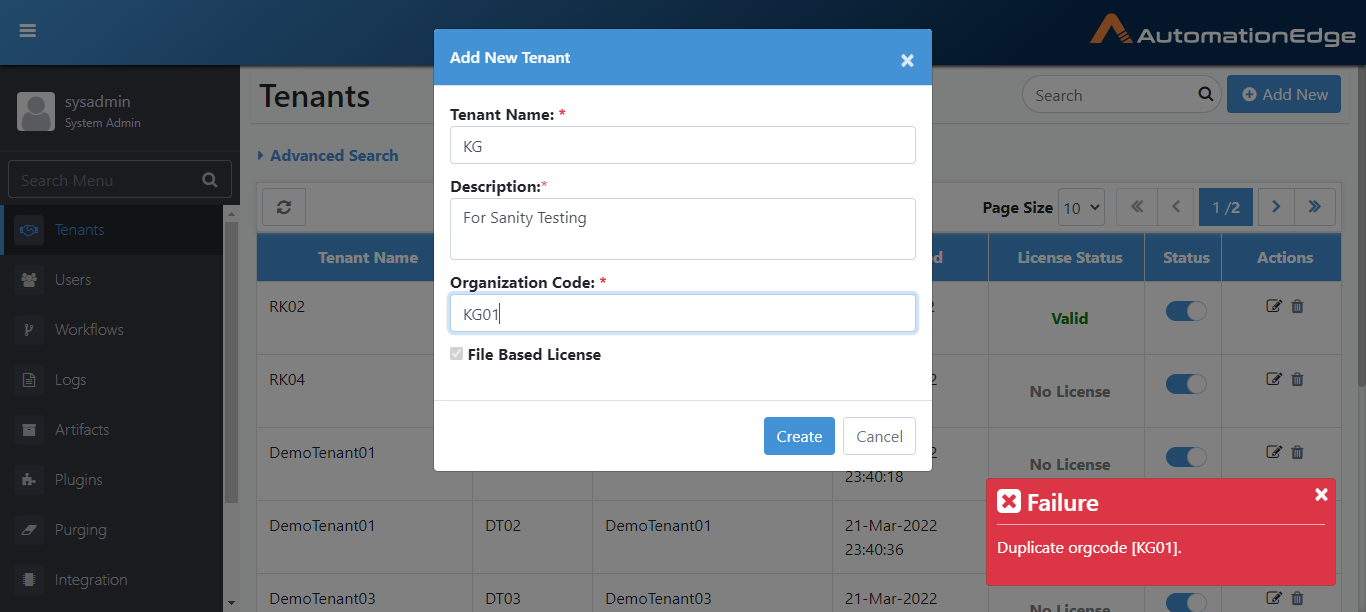 AutomationEdge
sysadmin
System Admin
Search Menu
Tenants
Users
Workflows
Logs
Artifacts
Plugins
Purging
Integration
Tenants
Search
Add New
Advanced Search
Page Size 10
1 /2
Tenant Name
d
License Status
Status
Actions
RK02
2
Valid
RK04
2
No License
DemoTenant01
2
23:40:18
No License
DemoTenant01
DT02
DemoTenant01
21-Mar-2022
23:40:36
DemoTenant03
DT03
DemoTenant03
21-Mar-2022
No License
Add New Tenant
Tenant Name: *
KG
Description:*
For Sanity Testing
Organization Code: *
KG01
File Based License
Create
Cancel
Failure
Duplicate orgcode [KG01].